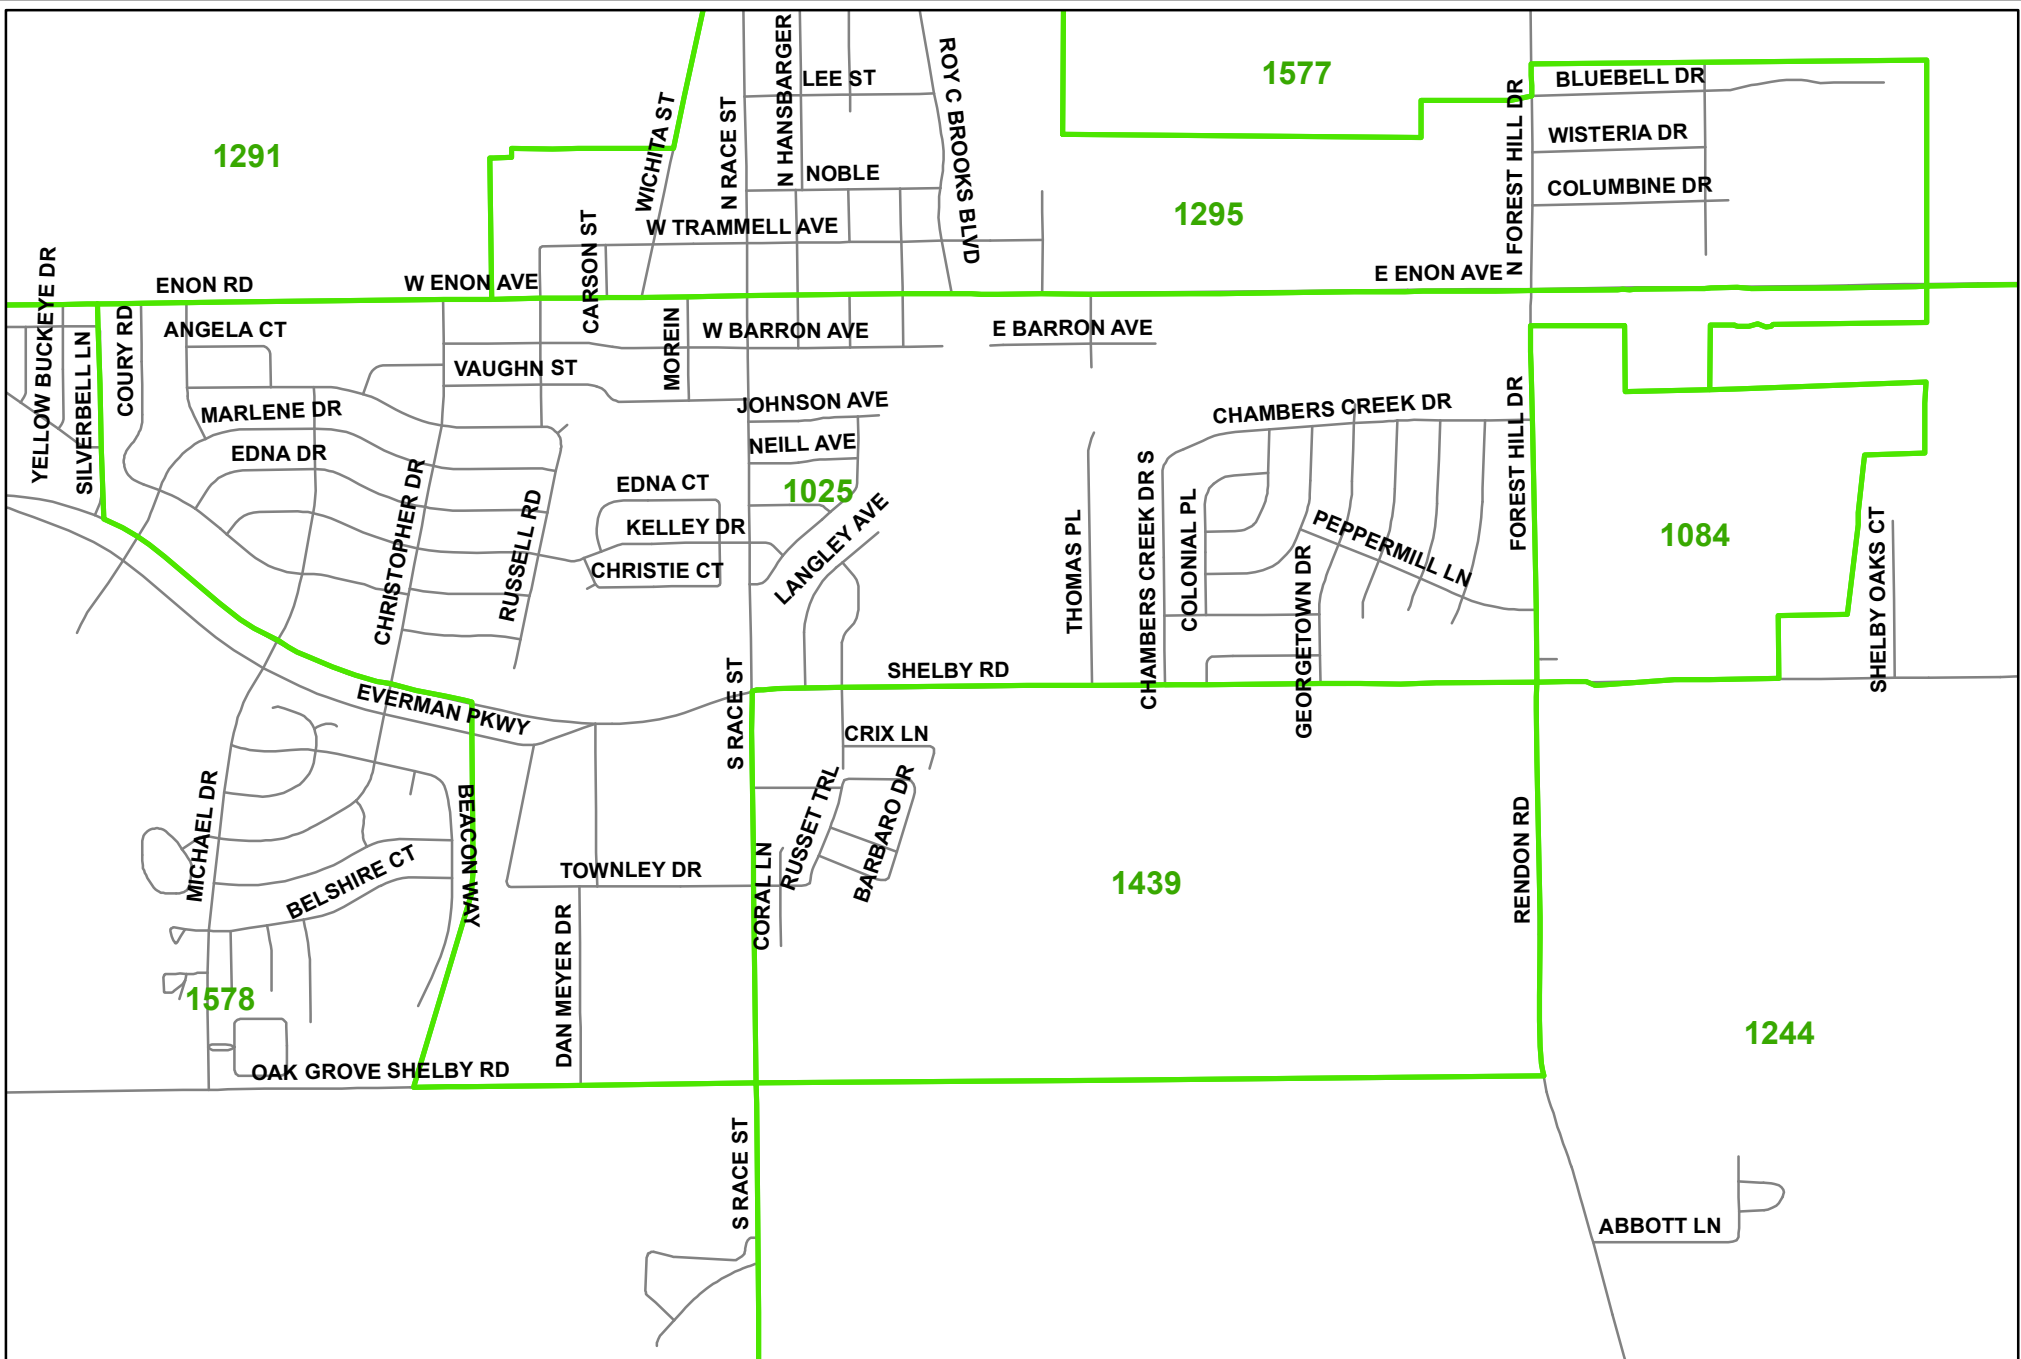 1577
BLUEBELL DR
LEE ST
N HANSBARGER
ROY C BROOKS BLVD
WICHITA ST
N RACE ST
N FOREST HILL DR
WISTERIA DR
1291
NOBLE
COLUMBINE DR
1295
W TRAMMELL AVE
CARSON ST
E ENON AVE
W ENON AVE
ENON RD
YELLOW BUCKEYE DR
SILVERBELL LN
COURY RD
ANGELA CT
W BARRON AVE
E BARRON AVE
MOREIN
VAUGHN ST
JOHNSON AVE
CHAMBERS CREEK DR
FOREST HILL DR
MARLENE DR
NEILL AVE
EDNA DR
CHRISTOPHER DR
RUSSELL RD
EDNA CT
1025
KELLEY DR
LANGLEY AVE
CHRISTIE CT
THOMAS PL
CHAMBERS CREEK DR S
COLONIAL PL
PEPPERMILL LN
GEORGETOWN DR
1084
SHELBY OAKS CT
SHELBY RD
S RACE ST
EVERMAN PKWY
CRIX LN
MICHAEL DR
BEACON WAY
RUSSET TRL
BARBARO DR
RENDON RD
TOWNLEY DR
BELSHIRE CT
CORAL LN
1439
DAN MEYER DR
1578
1244
OAK GROVE SHELBY RD
S RACE ST
ABBOTT LN